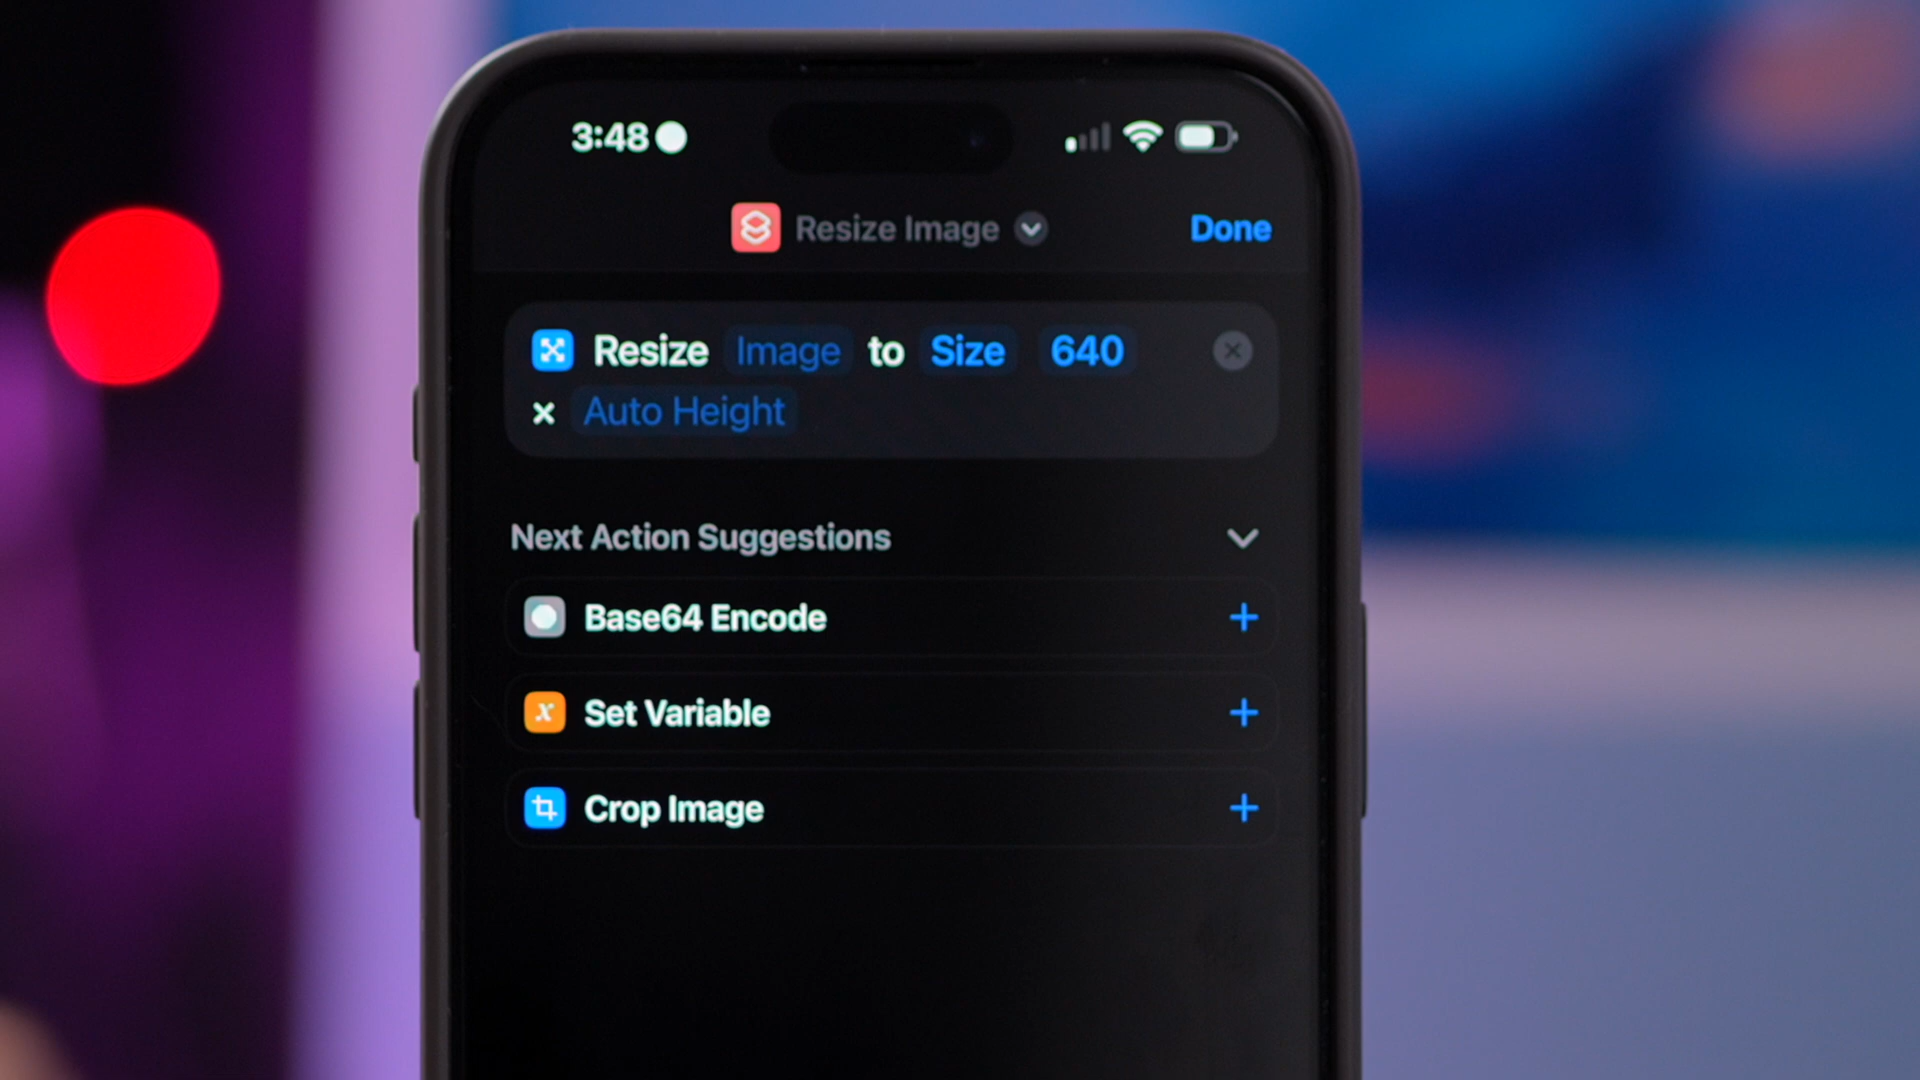 3:48
Resize Image
Done
Resize Image to Size 640
× Auto Height
Next Action Suggestions
Base64 Encode
Set Variable
Crop Image